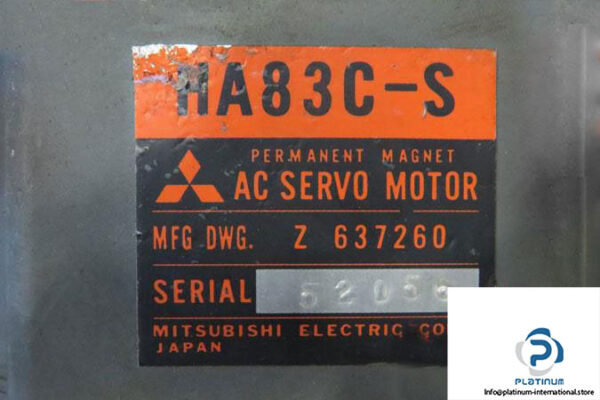 HA83C-S
PERMANENT MAGNET
AC SERVO MOTOR
MFG DWG. Z 637260
SERIAL
MITSUBISHI ELECTRIC
JAPAN
PLATINUM
Info@platinum-international.store